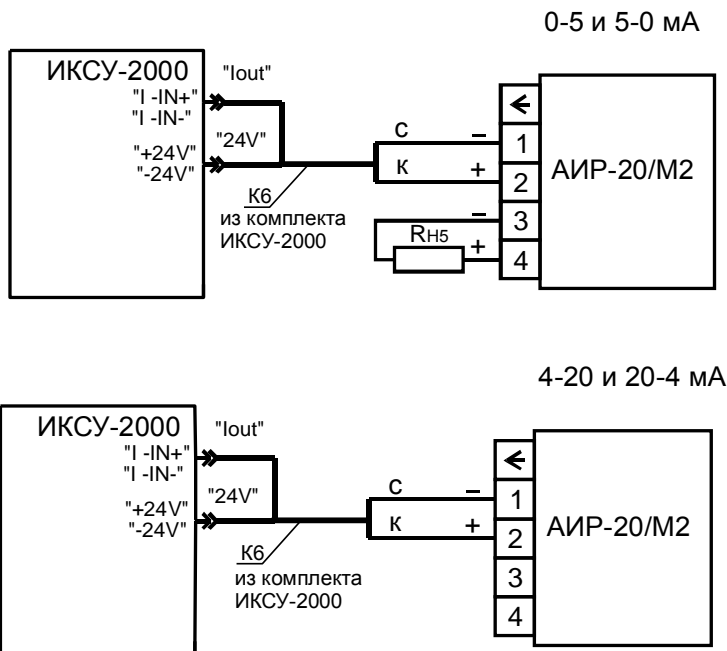 0-5 и 5-0 мА
ИКСУ-2000
"Iout"
"I -IN+"
"I -IN-"
"24V"
"+24V"
"-24V"
К6
из комплекта
ИКСУ-2000
с
–
к
+
1
2
3
4
–
RН5
+
АИР-20/М2
4-20 и 20-4 мА
ИКСУ-2000
"Iout"
"I -IN+"
"I -IN-"
"24V"
"+24V"
"-24V"
К6
из комплекта
ИКСУ-2000
с
–
к
+
1
2
3
4
АИР-20/М2